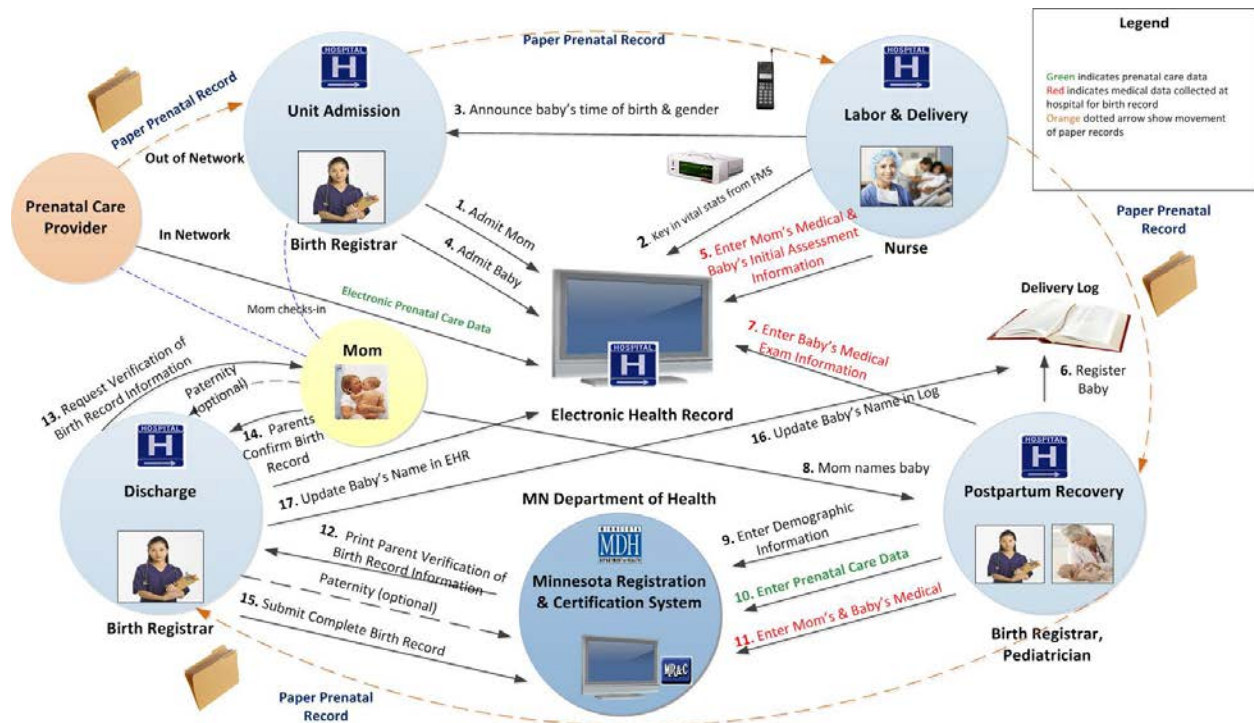 Legend
Green indicates prenatal care data
Red indicates medical data collected at
hospital for birth record
Orange dotted arrow show movement
of paper records
Paper Prenatal Record
HOSPITAL
H
Unit Admission
Birth Registrar
3. Announce baby's time of birth & gender
HOSPITAL
H
Labor & Delivery
Nurse
Paper Prenatal Record
Out of Network
Prenatal Care
Provider
In Network
1. Admit Mom
4. Admit Baby
2. Key in vital stats from FMS
5. Enter Mom's Medical &
Baby's Initial Assessment
Information
Paper Prenatal
Record
Electronic Prenatal Care Data
Mom checks-in
Mom
HOSPITAL
H
Electronic Health Record
7. Enter Baby's Medical
Exam Information
Delivery Log
6. Register
Baby
13. Request Verification of
Birth Record Information
Paternity
(optional)
14. Parents
Confirm Birth
Record
16. Update Baby's Name in Log
17. Update Baby's Name in EHR
8. Mom names baby
HOSPITAL
H
Discharge
Birth Registrar
HOSPITAL
H
Postpartum Recovery
Birth Registrar,
Pediatrician
MN Department of Health
MINNESOTA
MDH
DEPARTMENT OF HEALTH
Minnesota Registration
& Certification System
MR&C
12. Print Parent Verification of
Birth Record Information
Paternity (optional)
15. Submit Complete Birth
Record
9. Enter Demographic
Information
10. Enter Prenatal Care Data
11. Enter Mom's & Baby's Medical
Paper Prenatal
Record